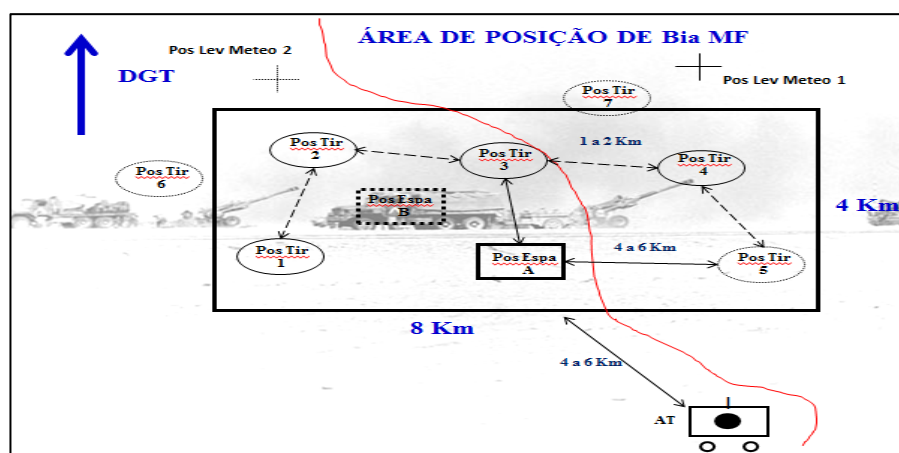 ÁREA DE POSIÇÃO DE Bia MF
Pos Lev Meteo 2
DGT
Pos Lev Meteo 1
Pos Tir
7
1 a 2 Km
Pos Tir
2
Pos Tir
3
Pos Tir
4
Pos Tir
6
Pos Espa
B
4 Km
Pos Tir
1
Pos Espa
A
4 a 6 Km
Pos Tir
5
8 Km
4 a 6 Km
AT